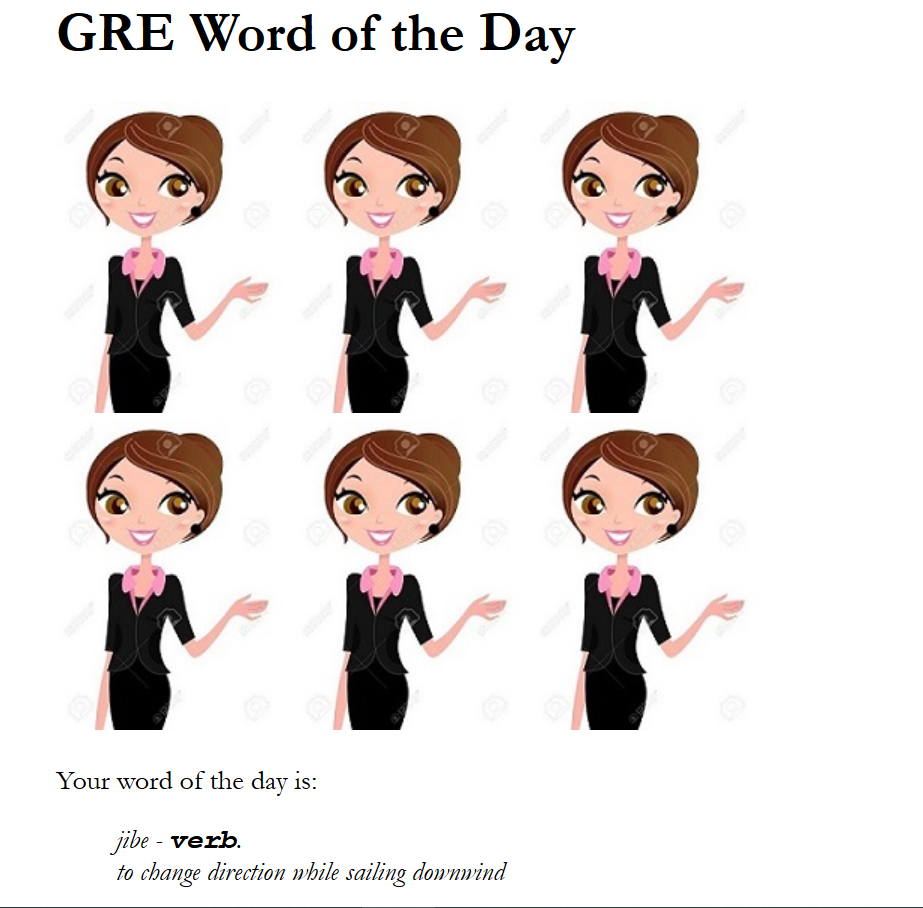 GRE Word of the Day
Your word of the day is:
jibe - verb.
to change direction while sailing downwind